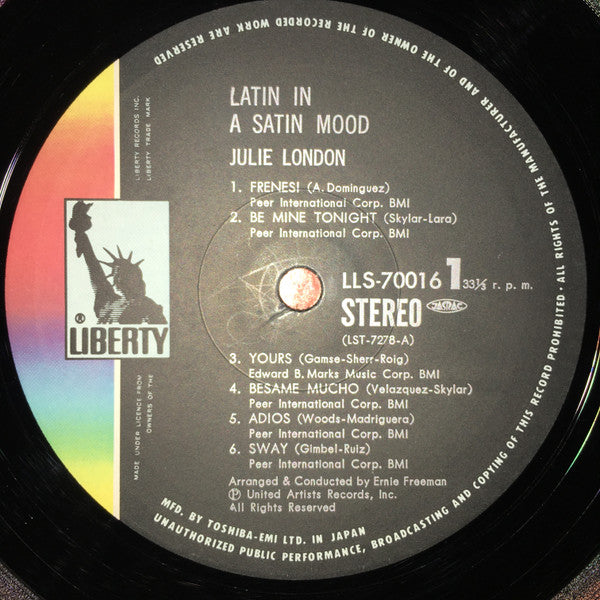 LATIN IN
A SATIN MOOD
JULIE LONDON
1. FRENESI (A. Dominguez)
Peer International Corp. BMI
2. BE MINE TONIGHT (Skylar-Lara)
Peer International Corp. BMI
LLS-70016 1 33⅓ r. p. m.
STEREO JASRAC
(LST-7278-A)
3. YOURS (Gamse-Sherr-Roig)
Edward B. Marks Music Corp. BMI
4. BESAME MUCHO (Velazquez-Skylar)
Peer International Corp. BMI
5. ADIOS (Woods-Madriguera)
Peer International Corp. BMI
6. SWAY (Gimbel-Ruiz)
Peer International Corp. BMI
Arranged & Conducted by Ernie Freeman
Ⓟ United Artists Records, Inc.
All Rights Reserved
LIBERTY RECORDS INC.
LIBERTY TRADE MARK
® LIBERTY
MADE UNDER LICENCE FROM
OWNERS OF THE
MFD. BY TOSHIBA-EMI LTD. IN JAPAN
ALL RIGHTS OF THE MANUFACTURER AND OF THE OWNER OF THE RECORDED WORK ARE RESERVED
UNAUTHORIZED PUBLIC PERFORMANCE, BROADCASTING AND COPYING OF THIS RECORD PROHIBITED ·